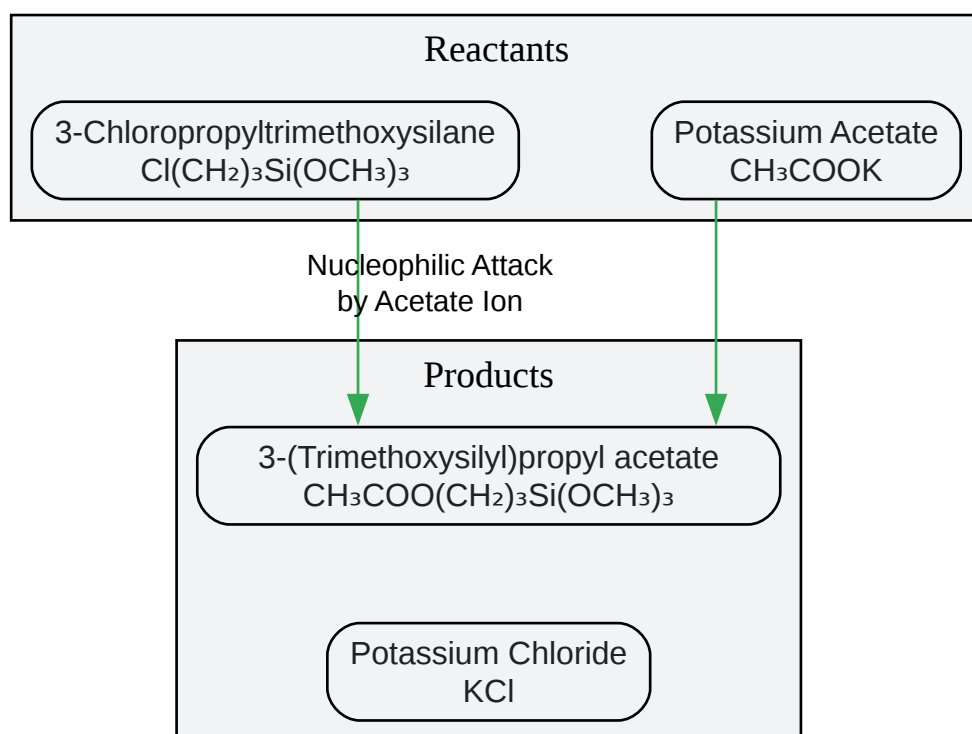 Reactants
3-Chloropropyltrimethoxysilane
Cl(CH₂)₃Si(OCH₃)₃
Potassium Acetate
CH₃COOK
Nucleophilic Attack
by Acetate Ion
Products
3-(Trimethoxysilyl)propyl acetate
CH₃COO(CH₂)₃Si(OCH₃)₃
Potassium Chloride
KCl